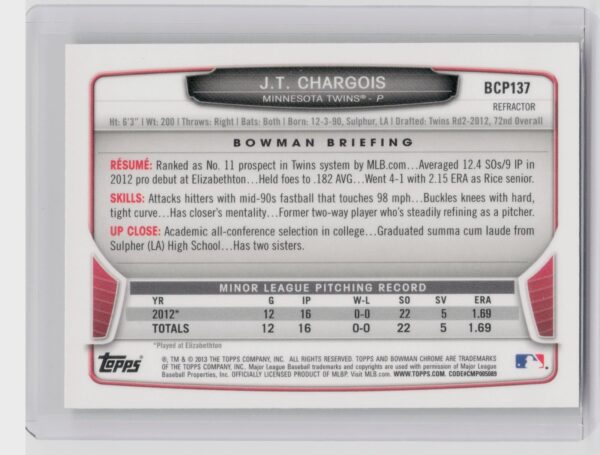 J.T. CHARGOIS
MINNESOTA TWINS® - P
BCP137
REFRACTOR
Ht: 6'3" | Wt: 200 | Throws: Right | Bats: Both | Born: 12-3-90, Sulphur, LA | Drafted: Twins Rd2-2012, 72nd Overall
BOWMAN BRIEFING
RÉSUMÉ: Ranked as No. 11 prospect in Twins system by MLB.com...Averaged 12.4 SOs/9 IP in
2012 pro debut at Elizabethton...Held foes to .182 AVG...Went 4-1 with 2.15 ERA as Rice senior.
SKILLS: Attacks hitters with mid-90s fastball that touches 98 mph...Buckles knees with hard,
tight curve...Has closer's mentality...Former two-way player who's steadily refining as a pitcher.
UP CLOSE: Academic all-conference selection in college...Graduated summa cum laude from
Sulpher (LA) High School...Has two sisters.
MINOR LEAGUE PITCHING RECORD
YR G IP W-L SO SV ERA
2012* 12 16 0-0 22 5 1.69
TOTALS 12 16 0-0 22 5 1.69
*Played at Elizabethton
Topps
®, TM & © 2013 THE TOPPS COMPANY, INC. ALL RIGHTS RESERVED. TOPPS AND BOWMAN CHROME ARE TRADEMARKS
OF THE TOPPS COMPANY, INC. Major League Baseball trademarks and copyrights are used with permission of Major League
Baseball Properties, Inc. OFFICIALLY LICENSED PRODUCT OF MLBP. Visit MLB.com. WWW.TOPPS.COM. CODE#CMP005089